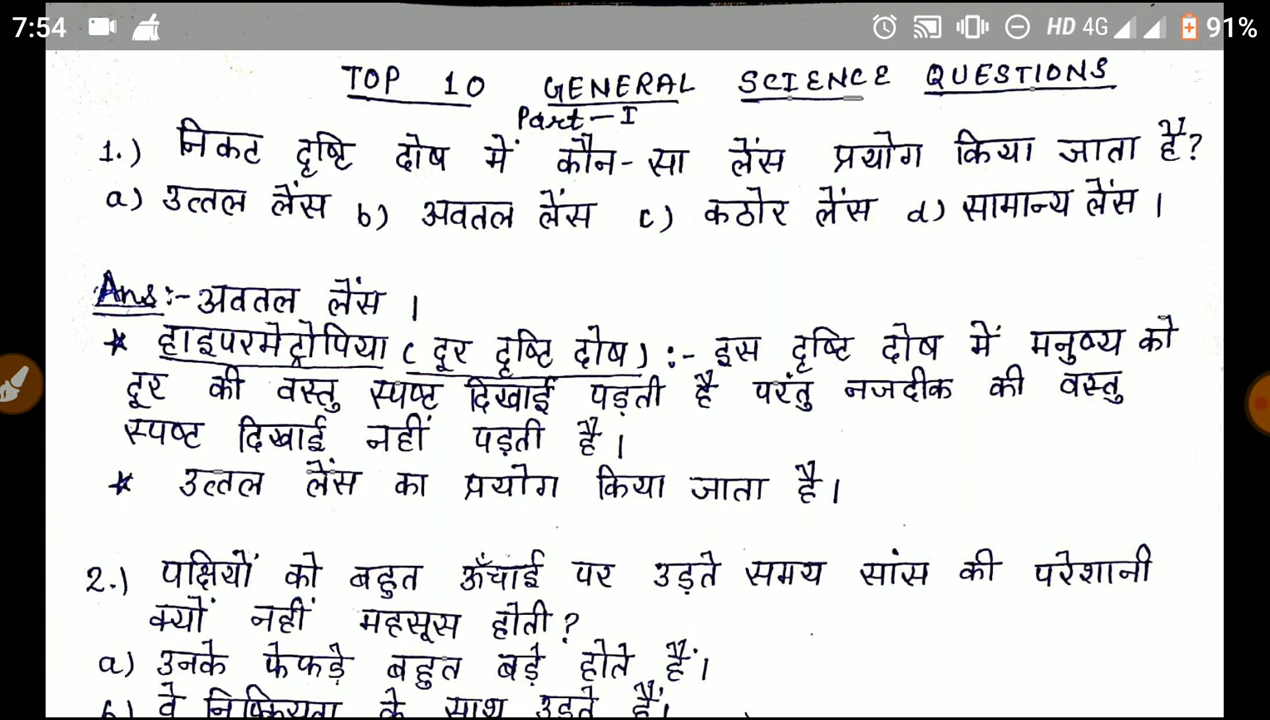 7:54 HD 4G 91%
TOP 10 GENERAL SCIENCE QUESTIONS
Part-I
1.) निकट दृष्टि दोष में कौन-सा लेंस प्रयोग किया जाता है?
a) उत्तल लेंस b) अवतल लेंस c) कठोर लेंस d) सामान्य लेंस ।
Ans:- अवतल लेंस ।
* हाइपरमेट्रोपिया ( दूर दृष्टि दोष ) :- इस दृष्टि दोष में मनुष्य को
दूर की वस्तु स्पष्ट दिखाई पड़ती है परंतु नजदीक की वस्तु
स्पष्ट दिखाई नहीं पड़ती है।
* उत्तल लेंस का प्रयोग किया जाता है।
2.) पक्षियों को बहुत ऊँचाई पर उड़ते समय सांस की परेशानी
क्यों नहीं महसूस होती?
a) उनके फेफड़े बहुत बड़े होते हैं।
b) वे निष्क्रियता के साथ उड़ते हैं।